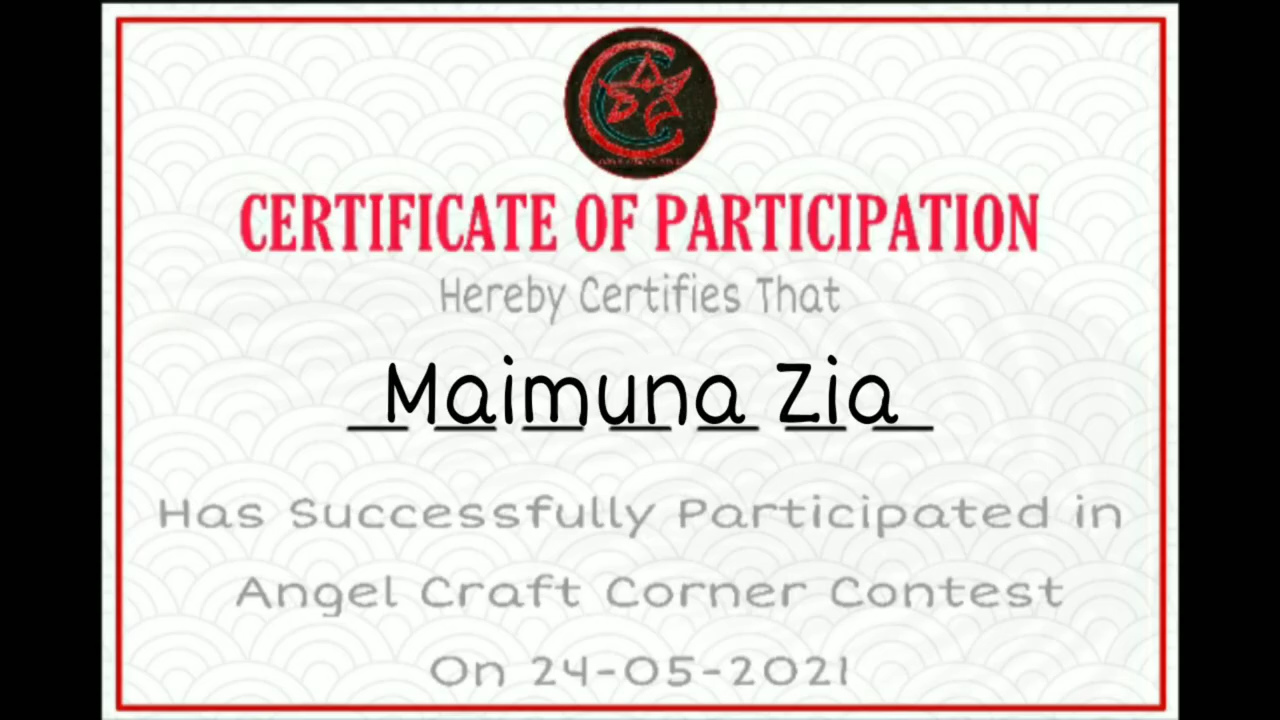 CERTIFICATE OF PARTICIPATION
Hereby Certifies That
Maimuna Zia
Has Successfully Participated in
Angel Craft Corner Contest
On 24-05-2021